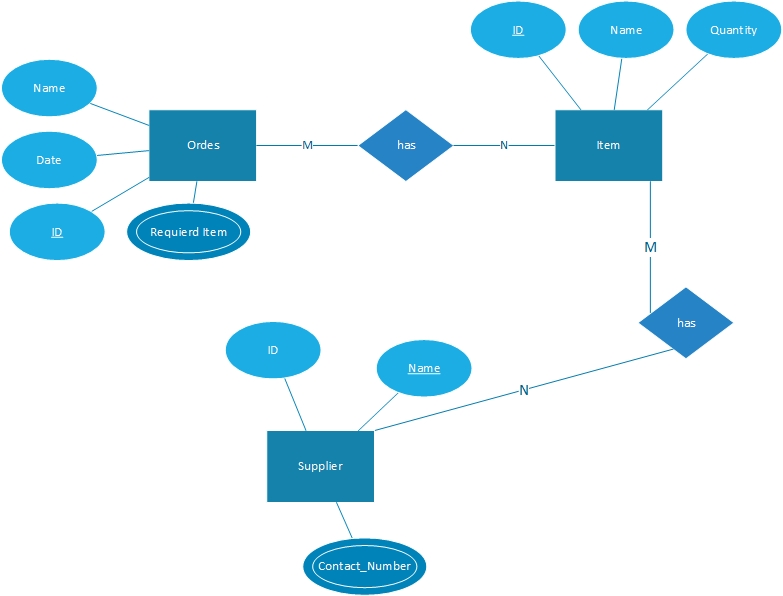 ID
Name
Quantity
Name
Ordes
M
has
N
Item
Date
ID
Requierd Item
M
has
ID
Name
N
Supplier
Contact_Number